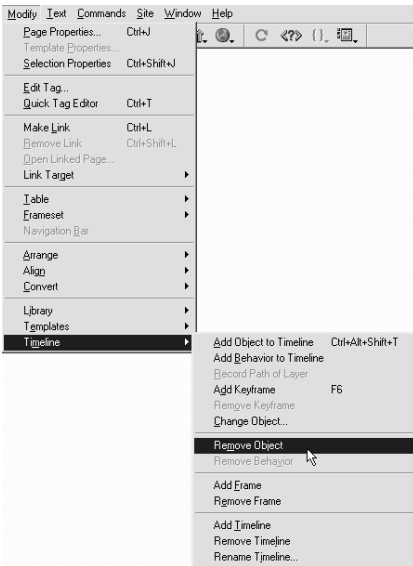 Modify Text Commands Site Window Help
Page Properties... Ctrl+J
Template Properties...
Selection Properties Ctrl+Shift+J
Edit Tag...
Quick Tag Editor Ctrl+T
Make Link Ctrl+L
Remove Link Ctrl+Shift+L
Open Linked Page...
Link Target
Table
Frameset
Navigation Bar
Arrange
Align
Convert
Library
Templates
Timeline
Add Object to Timeline Ctrl+Alt+Shift+T
Add Behavior to Timeline
Record Path of Layer
Add Keyframe F6
Remove Keyframe
Change Object...
Remove Object
Remove Behavior
Add Frame
Remove Frame
Add Timeline
Remove Timeline
Rename Timeline...